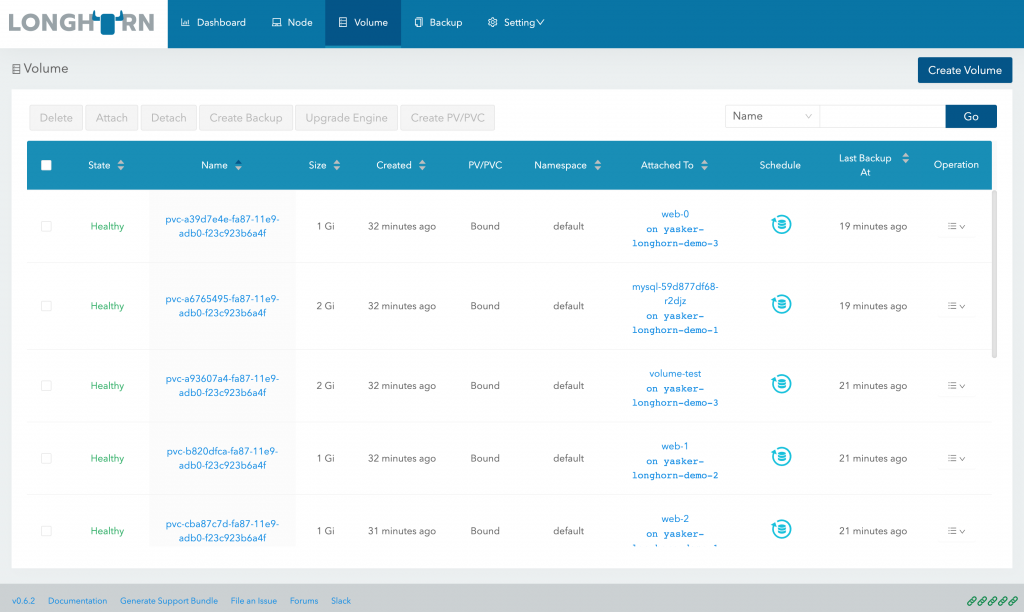 LONGHORN
Dashboard Node Volume Backup Setting
Volume
Create Volume
Delete Attach Detach Create Backup Upgrade Engine Create PV/PVC Name Go
State Name Size Created PV/PVC Namespace Attached To Schedule Last Backup At Operation
Healthy
pvc-a39d7e4e-fa87-11e9-
adb0-f23c923b6a4f
1 Gi 32 minutes ago Bound default
web-0
on yasker-
longhorn-demo-3
19 minutes ago
Healthy
pvc-a6765495-fa87-11e9-
adb0-f23c923b6a4f
2 Gi 32 minutes ago Bound default
mysql-59d877df68-
r2djz
on yasker-
longhorn-demo-1
19 minutes ago
Healthy
pvc-a93607a4-fa87-11e9-
adb0-f23c923b6a4f
2 Gi 32 minutes ago Bound default
volume-test
on yasker-
longhorn-demo-3
21 minutes ago
Healthy
pvc-b820dfca-fa87-11e9-
adb0-f23c923b6a4f
1 Gi 32 minutes ago Bound default
web-1
on yasker-
longhorn-demo-2
21 minutes ago
Healthy
pvc-cba87c7d-fa87-11e9-
adb0-f23c923b6a4f
1 Gi 31 minutes ago Bound default
web-2
on yasker-
21 minutes ago
v0.6.2 Documentation Generate Support Bundle File an Issue Forums Slack